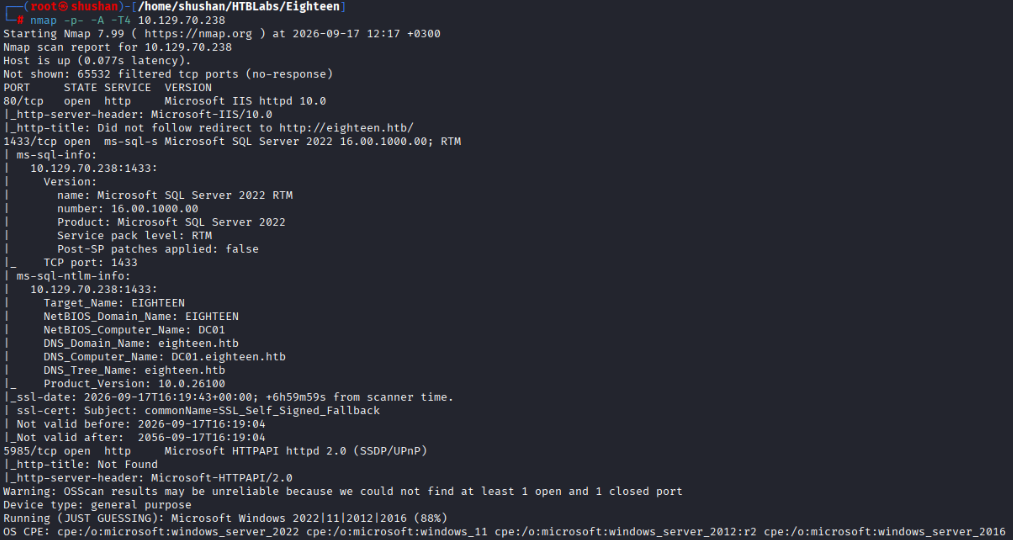 ┌──(root㉿shushan)-[/home/shushan/HTBLabs/Eighteen]
└─# nmap -p- -A -T4 10.129.70.238
Starting Nmap 7.99 ( https://nmap.org ) at 2026-09-17 12:17 +0300
Nmap scan report for 10.129.70.238
Host is up (0.077s latency).
Not shown: 65532 filtered tcp ports (no-response)
PORT     STATE SERVICE  VERSION
80/tcp   open  http     Microsoft IIS httpd 10.0
|_http-server-header: Microsoft-IIS/10.0
|_http-title: Did not follow redirect to http://eighteen.htb/
1433/tcp open  ms-sql-s Microsoft SQL Server 2022 16.00.1000.00; RTM
| ms-sql-info:
|   10.129.70.238:1433:
|     Version:
|       name: Microsoft SQL Server 2022 RTM
|       number: 16.00.1000.00
|       Product: Microsoft SQL Server 2022
|       Service pack level: RTM
|       Post-SP patches applied: false
|_    TCP port: 1433
| ms-sql-ntlm-info:
|   10.129.70.238:1433:
|     Target_Name: EIGHTEEN
|     NetBIOS_Domain_Name: EIGHTEEN
|     NetBIOS_Computer_Name: DC01
|     DNS_Domain_Name: eighteen.htb
|     DNS_Computer_Name: DC01.eighteen.htb
|     DNS_Tree_Name: eighteen.htb
|_    Product_Version: 10.0.26100
|_ssl-date: 2026-09-17T16:19:43+00:00; +6h59m59s from scanner time.
| ssl-cert: Subject: commonName=SSL_Self_Signed_Fallback
| Not valid before: 2026-09-17T16:19:04
|_Not valid after:  2056-09-17T16:19:04
5985/tcp open  http     Microsoft HTTPAPI httpd 2.0 (SSDP/UPnP)
|_http-title: Not Found
|_http-server-header: Microsoft-HTTPAPI/2.0
Warning: OSScan results may be unreliable because we could not find at least 1 open and 1 closed port
Device type: general purpose
Running (JUST GUESSING): Microsoft Windows 2022|11|2012|2016 (88%)
OS CPE: cpe:/o:microsoft:windows_server_2022 cpe:/o:microsoft:windows_11 cpe:/o:microsoft:windows_server_2012:r2 cpe:/o:microsoft:windows_server_2016